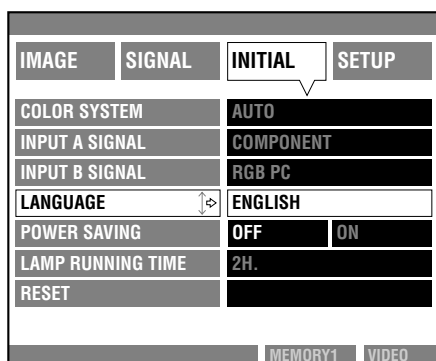 IMAGE SIGNAL INITIAL SETUP
COLOR SYSTEM AUTO
INPUT A SIGNAL COMPONENT
INPUT B SIGNAL RGB PC
LANGUAGE ENGLISH
POWER SAVING OFF ON
LAMP RUNNING TIME 2H.
RESET
MEMORY1 VIDEO